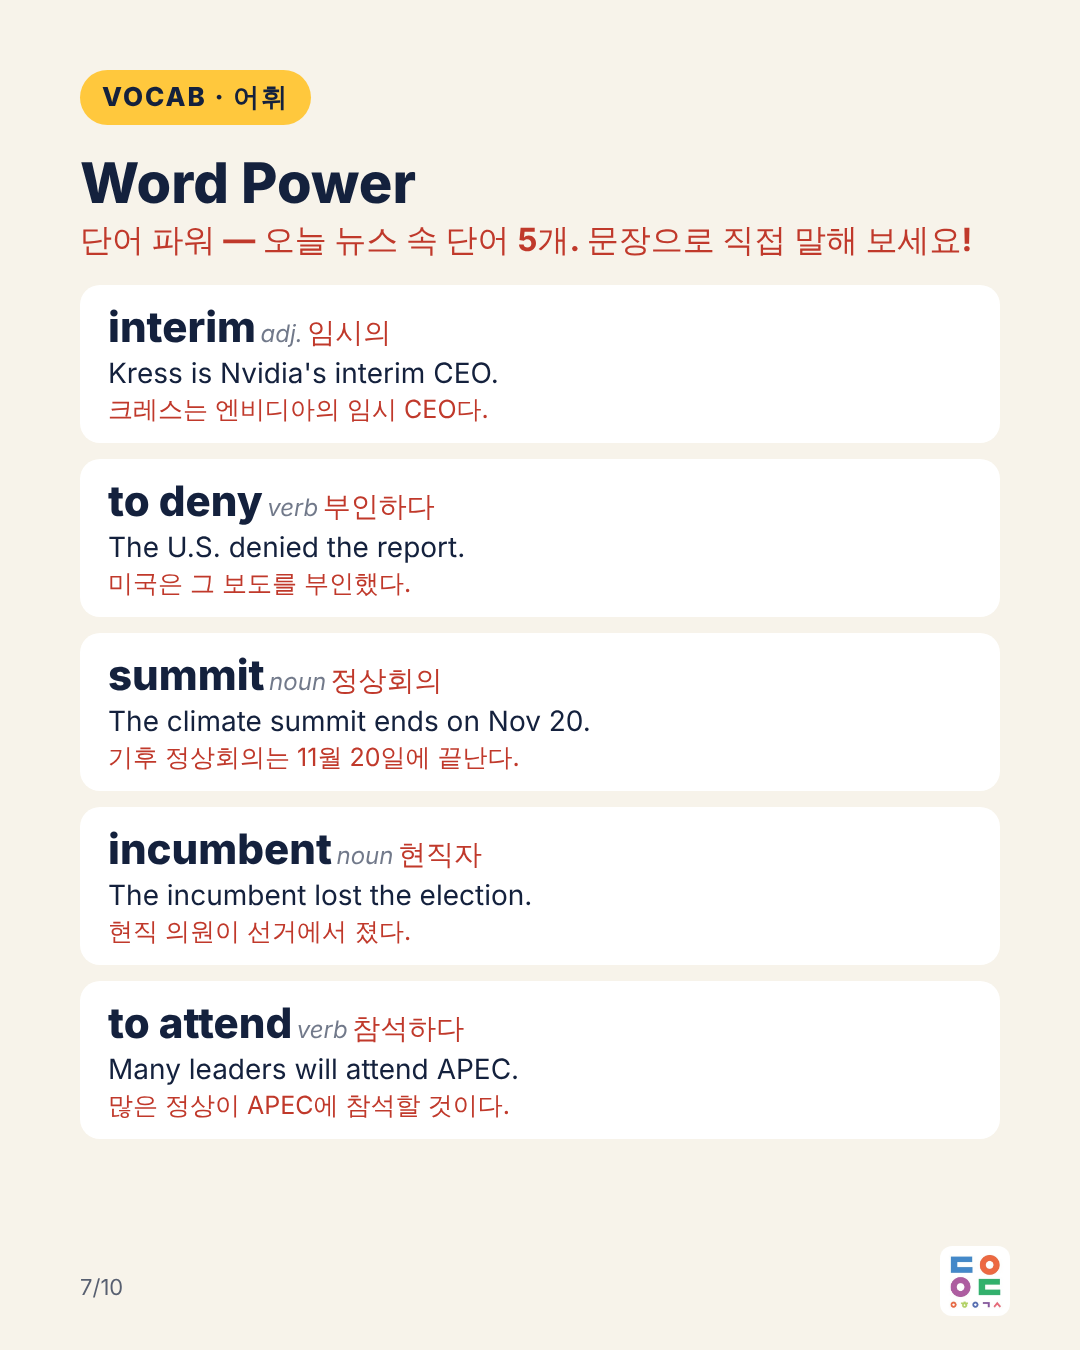 VOCAB · 어휘
Word Power
단어 파워 — 오늘 뉴스 속 단어 5개. 문장으로 직접 말해 보세요!
interim adj. 임시의
Kress is Nvidia's interim CEO.
크레스는 엔비디아의 임시 CEO다.
to deny verb 부인하다
The U.S. denied the report.
미국은 그 보도를 부인했다.
summit noun 정상회의
The climate summit ends on Nov 20.
기후 정상회의는 11월 20일에 끝난다.
incumbent noun 현직자
The incumbent lost the election.
현직 의원이 선거에서 졌다.
to attend verb 참석하다
Many leaders will attend APEC.
많은 정상이 APEC에 참석할 것이다.
7/10